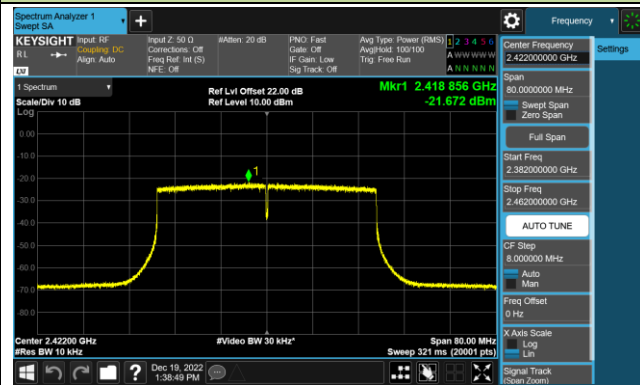 Spectrum Analyzer 1
Swept SA
Frequency
KEYSIGHT
Input: RF
Input Z: 50 Ω
#Atten: 20 dB
PNO: Fast
Avg Type: Power (RMS)
1 2 3 4 5 6
RL
Coupling: DC
Corrections: Off
Gate: Off
Avg|Hold: 100/100
A W W W W W
Align: Auto
Freq Ref: Int (S)
IF Gain: Low
Trig: Free Run
LXI
NFE: Off
Sig Track: Off
A N N N N N
1 Spectrum
Scale/Div 10 dB
Ref Lvl Offset 22.00 dB
Ref Level 10.00 dBm
Mkr1 2.418 856 GHz
-21.672 dBm
Log
0.00
-10.0
-20.0
-30.0
-40.0
-50.0
-60.0
-70.0
-80.0
1
Center 2.42200 GHz
#Video BW 30 kHz*
Span 80.00 MHz
#Res BW 10 kHz
Sweep 321 ms (20001 pts)
Dec 19, 2022
1:38:49 PM
Center Frequency
2.422000000 GHz
Settings
Span
80.0000000 MHz
Swept Span
Zero Span
Full Span
Start Freq
2.382000000 GHz
Stop Freq
2.462000000 GHz
AUTO TUNE
CF Step
8.000000 MHz
Auto
Man
Freq Offset
0 Hz
X Axis Scale
Log
Lin
Signal Track
(Span Zoom)